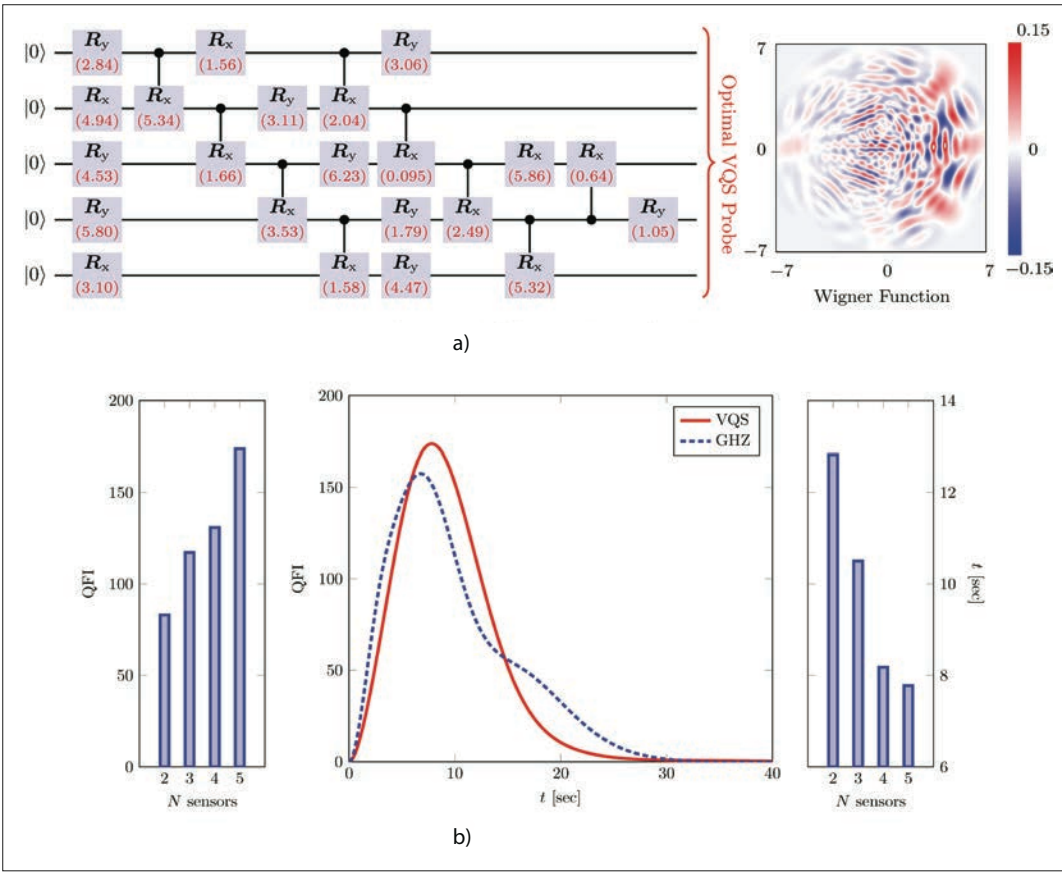 R_y R_x R_y 0.15
|0⟩ (2.84) (1.56) (3.06) 7
R_x R_x R_y R_x
|0⟩ (4.94) (5.34) (3.11) (2.04)
R_y R_x R_y R_x R_x R_x
|0⟩ (4.53) (1.66) (6.23) (0.095) (5.86) (0.64) 0 0
R_y R_x R_y R_x R_y
|0⟩ (5.80) (3.53) (1.79) (2.49) (1.05)
R_x R_x R_y R_x
|0⟩ (3.10) (1.58) (4.47) (5.32)
Optimal VQS Probe
−7
−7 0 7 −0.15
Wigner Function
a)
200 200 14
VQS
GHZ
150 150 12
QFI QFI
100 100 10
t [sec]
50 50 8
0 0 6
2 3 4 5 0 10 20 30 40 2 3 4 5
N sensors t [sec] N sensors
b)